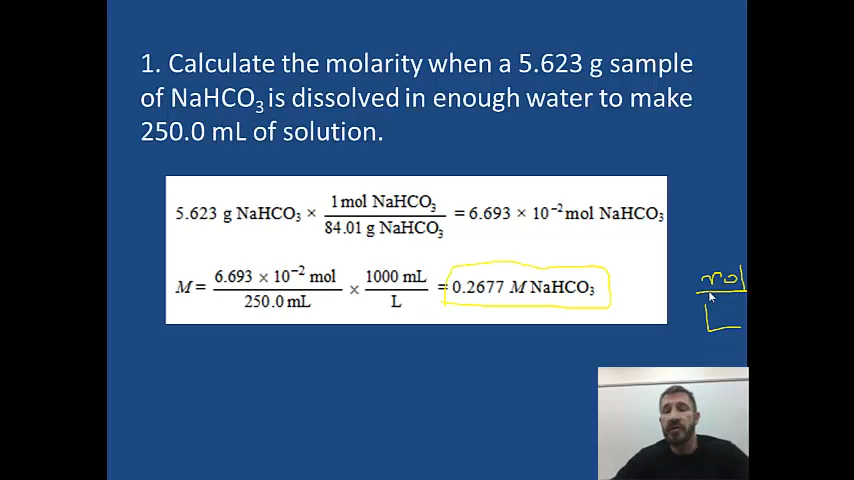 1. Calculate the molarity when a 5.623 g sample
of NaHCO₃ is dissolved in enough water to make
250.0 mL of solution.
5.623 g NaHCO₃ × 1 mol NaHCO₃ / 84.01 g NaHCO₃ = 6.693 × 10⁻² mol NaHCO₃
M = 6.693 × 10⁻² mol / 250.0 mL × 1000 mL / L = 0.2677 M NaHCO₃
mol
L